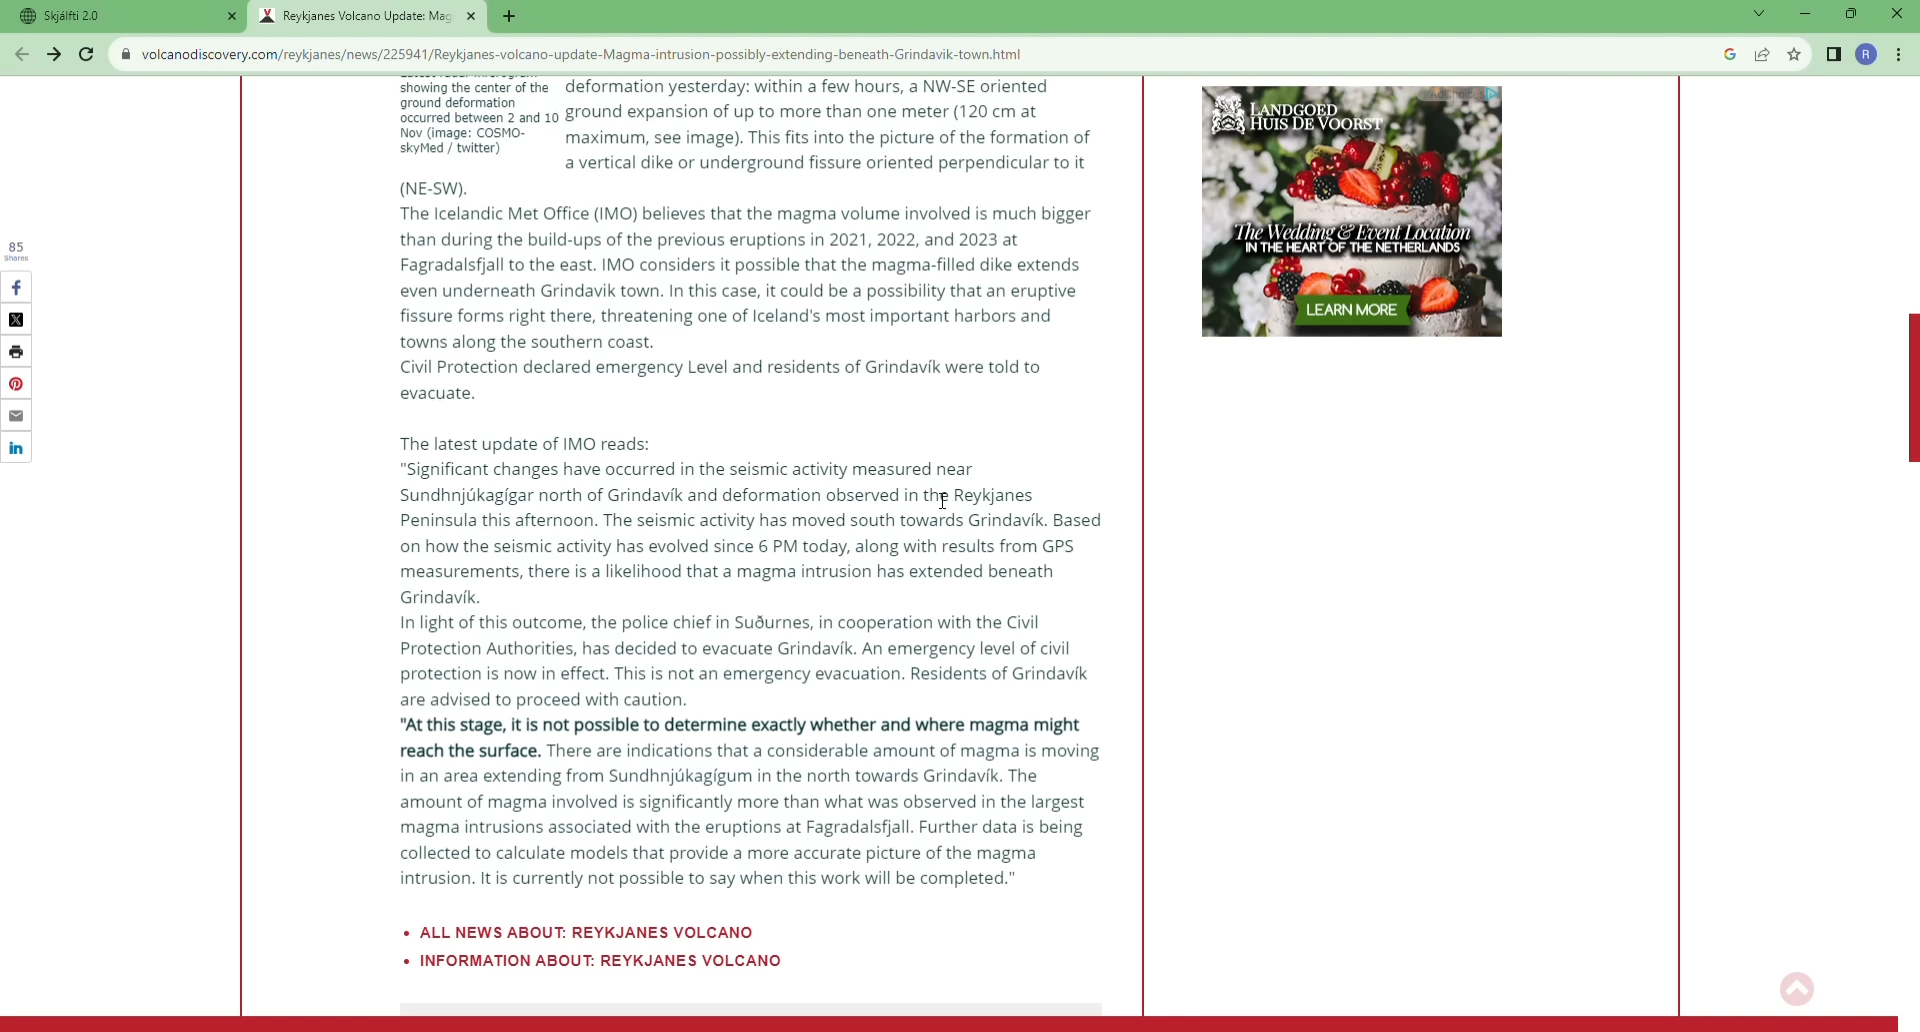 Skjálfti 2.0
Reykjanes Volcano Update: Mag
volcanodiscovery.com/reykjanes/news/225941/Reykjanes-volcano-update-Magma-intrusion-possibly-extending-beneath-Grindavik-town.html
R
showing the center of the
ground deformation
occurred between 2 and 10
Nov (image: COSMO-
skyMed / twitter)
deformation yesterday: within a few hours, a NW-SE oriented
ground expansion of up to more than one meter (120 cm at
maximum, see image). This fits into the picture of the formation of
a vertical dike or underground fissure oriented perpendicular to it
(NE-SW).
The Icelandic Met Office (IMO) believes that the magma volume involved is much bigger
than during the build-ups of the previous eruptions in 2021, 2022, and 2023 at
Fagradalsfjall to the east. IMO considers it possible that the magma-filled dike extends
even underneath Grindavik town. In this case, it could be a possibility that an eruptive
fissure forms right there, threatening one of Iceland's most important harbors and
towns along the southern coast.
Civil Protection declared emergency Level and residents of Grindavík were told to
evacuate.
The latest update of IMO reads:
"Significant changes have occurred in the seismic activity measured near
Sundhnjúkagígar north of Grindavík and deformation observed in the Reykjanes
Peninsula this afternoon. The seismic activity has moved south towards Grindavík. Based
on how the seismic activity has evolved since 6 PM today, along with results from GPS
measurements, there is a likelihood that a magma intrusion has extended beneath
Grindavík.
In light of this outcome, the police chief in Suðurnes, in cooperation with the Civil
Protection Authorities, has decided to evacuate Grindavík. An emergency level of civil
protection is now in effect. This is not an emergency evacuation. Residents of Grindavík
are advised to proceed with caution.
"At this stage, it is not possible to determine exactly whether and where magma might
reach the surface. There are indications that a considerable amount of magma is moving
in an area extending from Sundhnjúkagígum in the north towards Grindavík. The
amount of magma involved is significantly more than what was observed in the largest
magma intrusions associated with the eruptions at Fagradalsfjall. Further data is being
collected to calculate models that provide a more accurate picture of the magma
intrusion. It is currently not possible to say when this work will be completed."
• ALL NEWS ABOUT: REYKJANES VOLCANO
• INFORMATION ABOUT: REYKJANES VOLCANO
85
Shares
AdChoices
LANDGOED
HUIS DE VOORST
The Wedding & Event Location
IN THE HEART OF THE NETHERLANDS
LEARN MORE